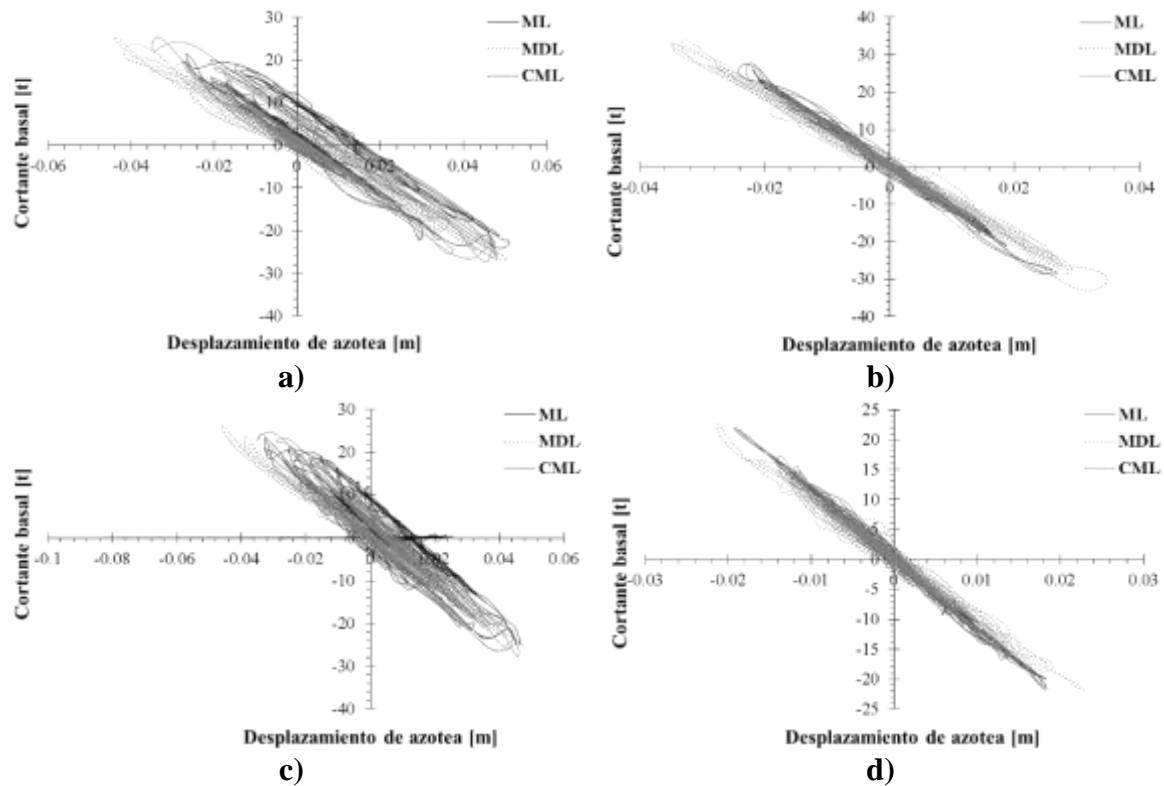 30
20
10
0
-10
-20
-30
-40
-0.06
-0.04
-0.02
0
0.02
0.04
0.06
ML
MDL
CML
Cortante basal [t]
Desplazamiento de azotea [m]
a)
40
30
20
10
0
-10
-20
-30
-40
-0.04
-0.02
0
0.02
0.04
ML
MDL
CML
Cortante basal [t]
Desplazamiento de azotea [m]
b)
30
20
10
0
-10
-20
-30
-40
-0.1
-0.08
-0.06
-0.04
-0.02
0
0.02
0.04
0.06
ML
MDL
CML
Cortante basal [t]
Desplazamiento de azotea [m]
c)
25
20
15
10
5
0
-5
-10
-15
-20
-25
-0.03
-0.02
-0.01
0
0.01
0.02
0.03
ML
MDL
CML
Cortante basal [t]
Desplazamiento de azotea [m]
d)